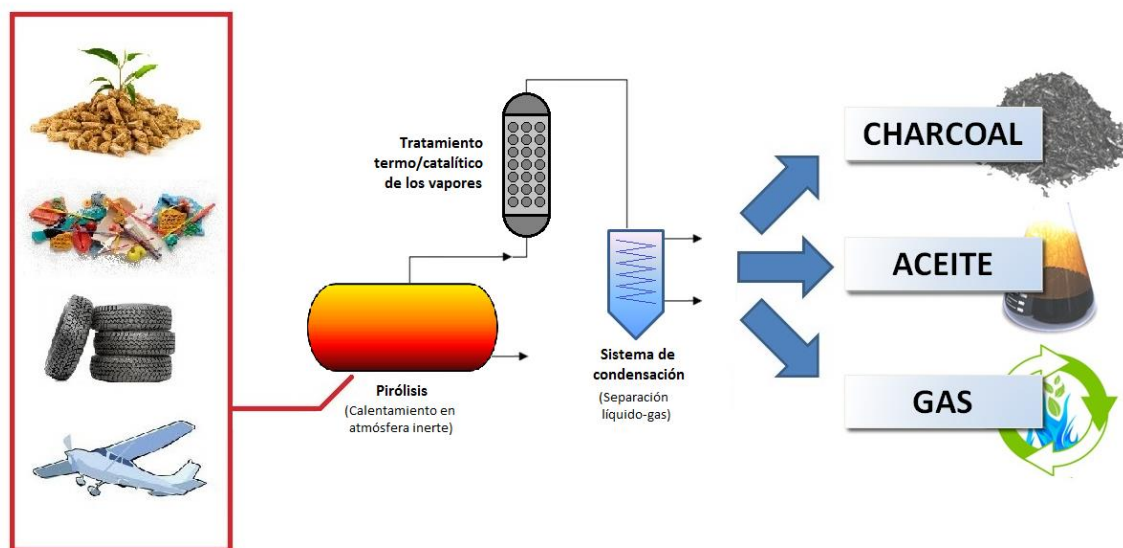 Tratamiento
termo/catalítico
de los vapores
Pirólisis
(Calentamiento en
atmósfera inerte)
Sistema de
condensación
(Separación
líquido-gas)
CHARCOAL
ACEITE
GAS